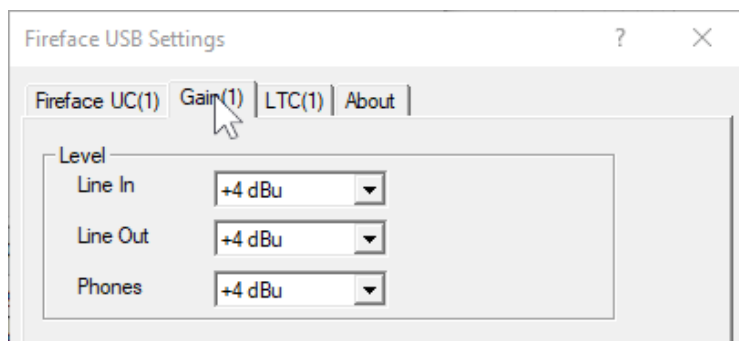 Fireface USB Settings ? ×
Fireface UC(1) Gain(1) LTC(1) About
Level
Line In +4 dBu
Line Out +4 dBu
Phones +4 dBu